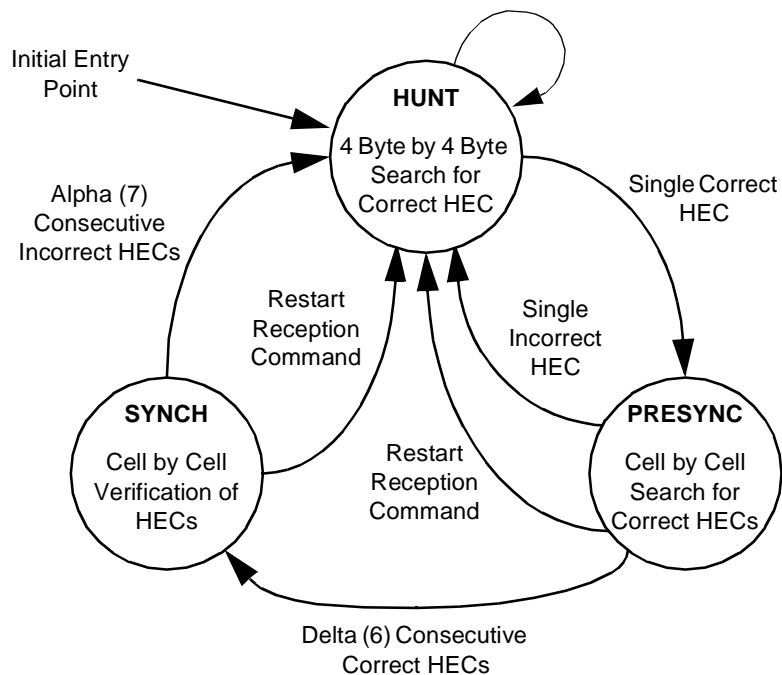 Initial Entry
Point
HUNT
4 Byte by 4 Byte
Search for
Correct HEC
Single Correct
HEC
Alpha (7)
Consecutive
Incorrect HECs
Restart
Reception
Command
Single
Incorrect
HEC
SYNCH
Cell by Cell
Verification of
HECs
Restart
Reception
Command
PRESYNC
Cell by Cell
Search for
Correct HECs
Delta (6) Consecutive
Correct HECs